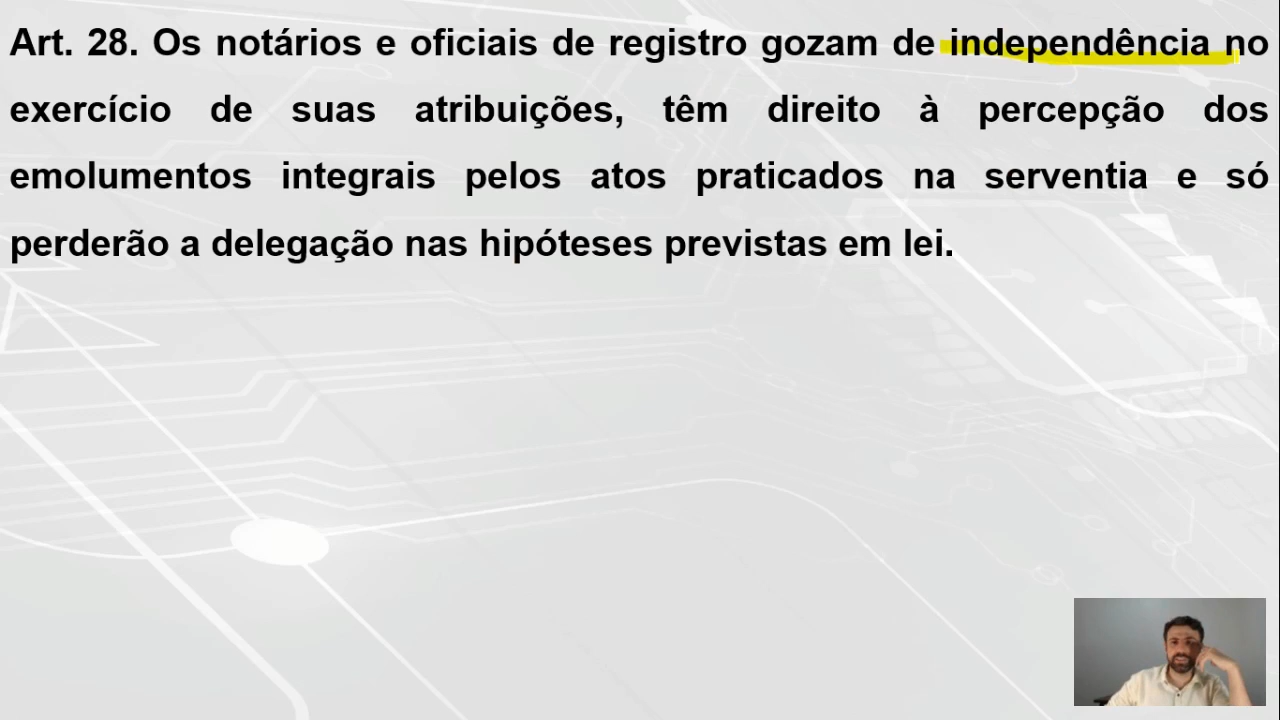 Art. 28. Os notários e oficiais de registro gozam de independência no
exercício de suas atribuições, têm direito à percepção dos
emolumentos integrais pelos atos praticados na serventia e só
perderão a delegação nas hipóteses previstas em lei.